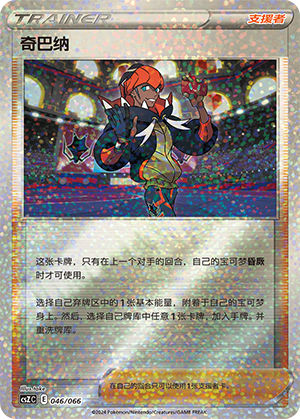 TRAINER
支援者
奇巴纳
这张卡牌，只有在上一个对手的回合，自己的宝可梦昏厥
时才可使用。
选择自己弃牌区中的1张基本能量，附着于自己的宝可梦
身上。然后，选择自己牌库中任意1张卡牌，加入手牌。并
重洗牌库。
Illus. take
csZC E 046/066
在自己的回合只可以使用1张支援者卡。
©2024 Pokémon/Nintendo/Creatures/GAME FREAK